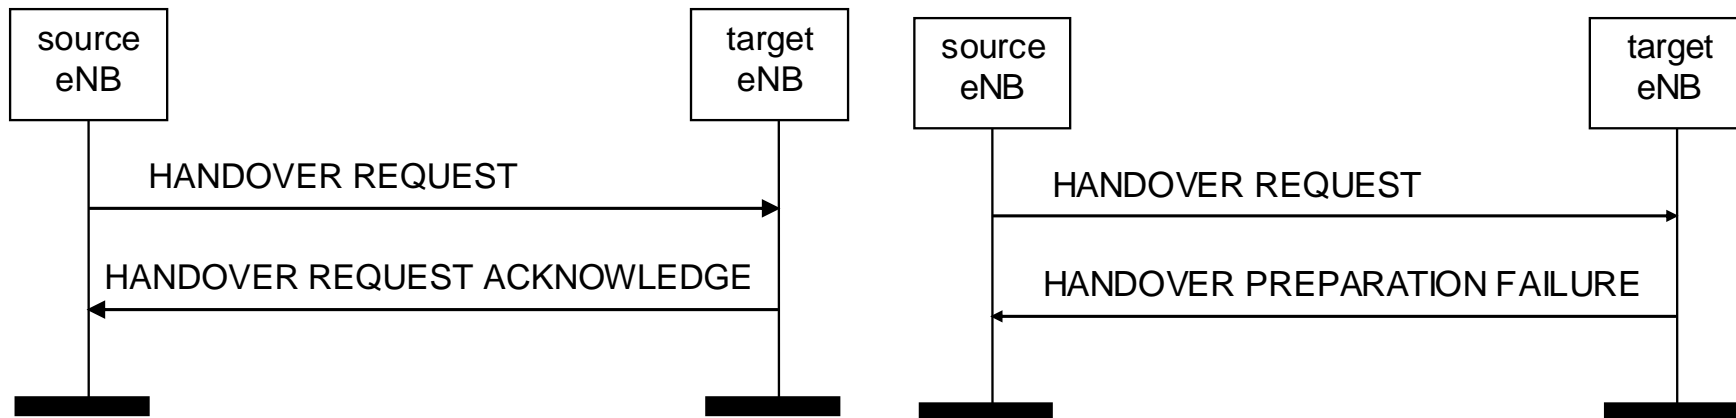 source
eNB
target
eNB
HANDOVER REQUEST
HANDOVER REQUEST ACKNOWLEDGE
source
eNB
target
eNB
HANDOVER REQUEST
HANDOVER PREPARATION FAILURE